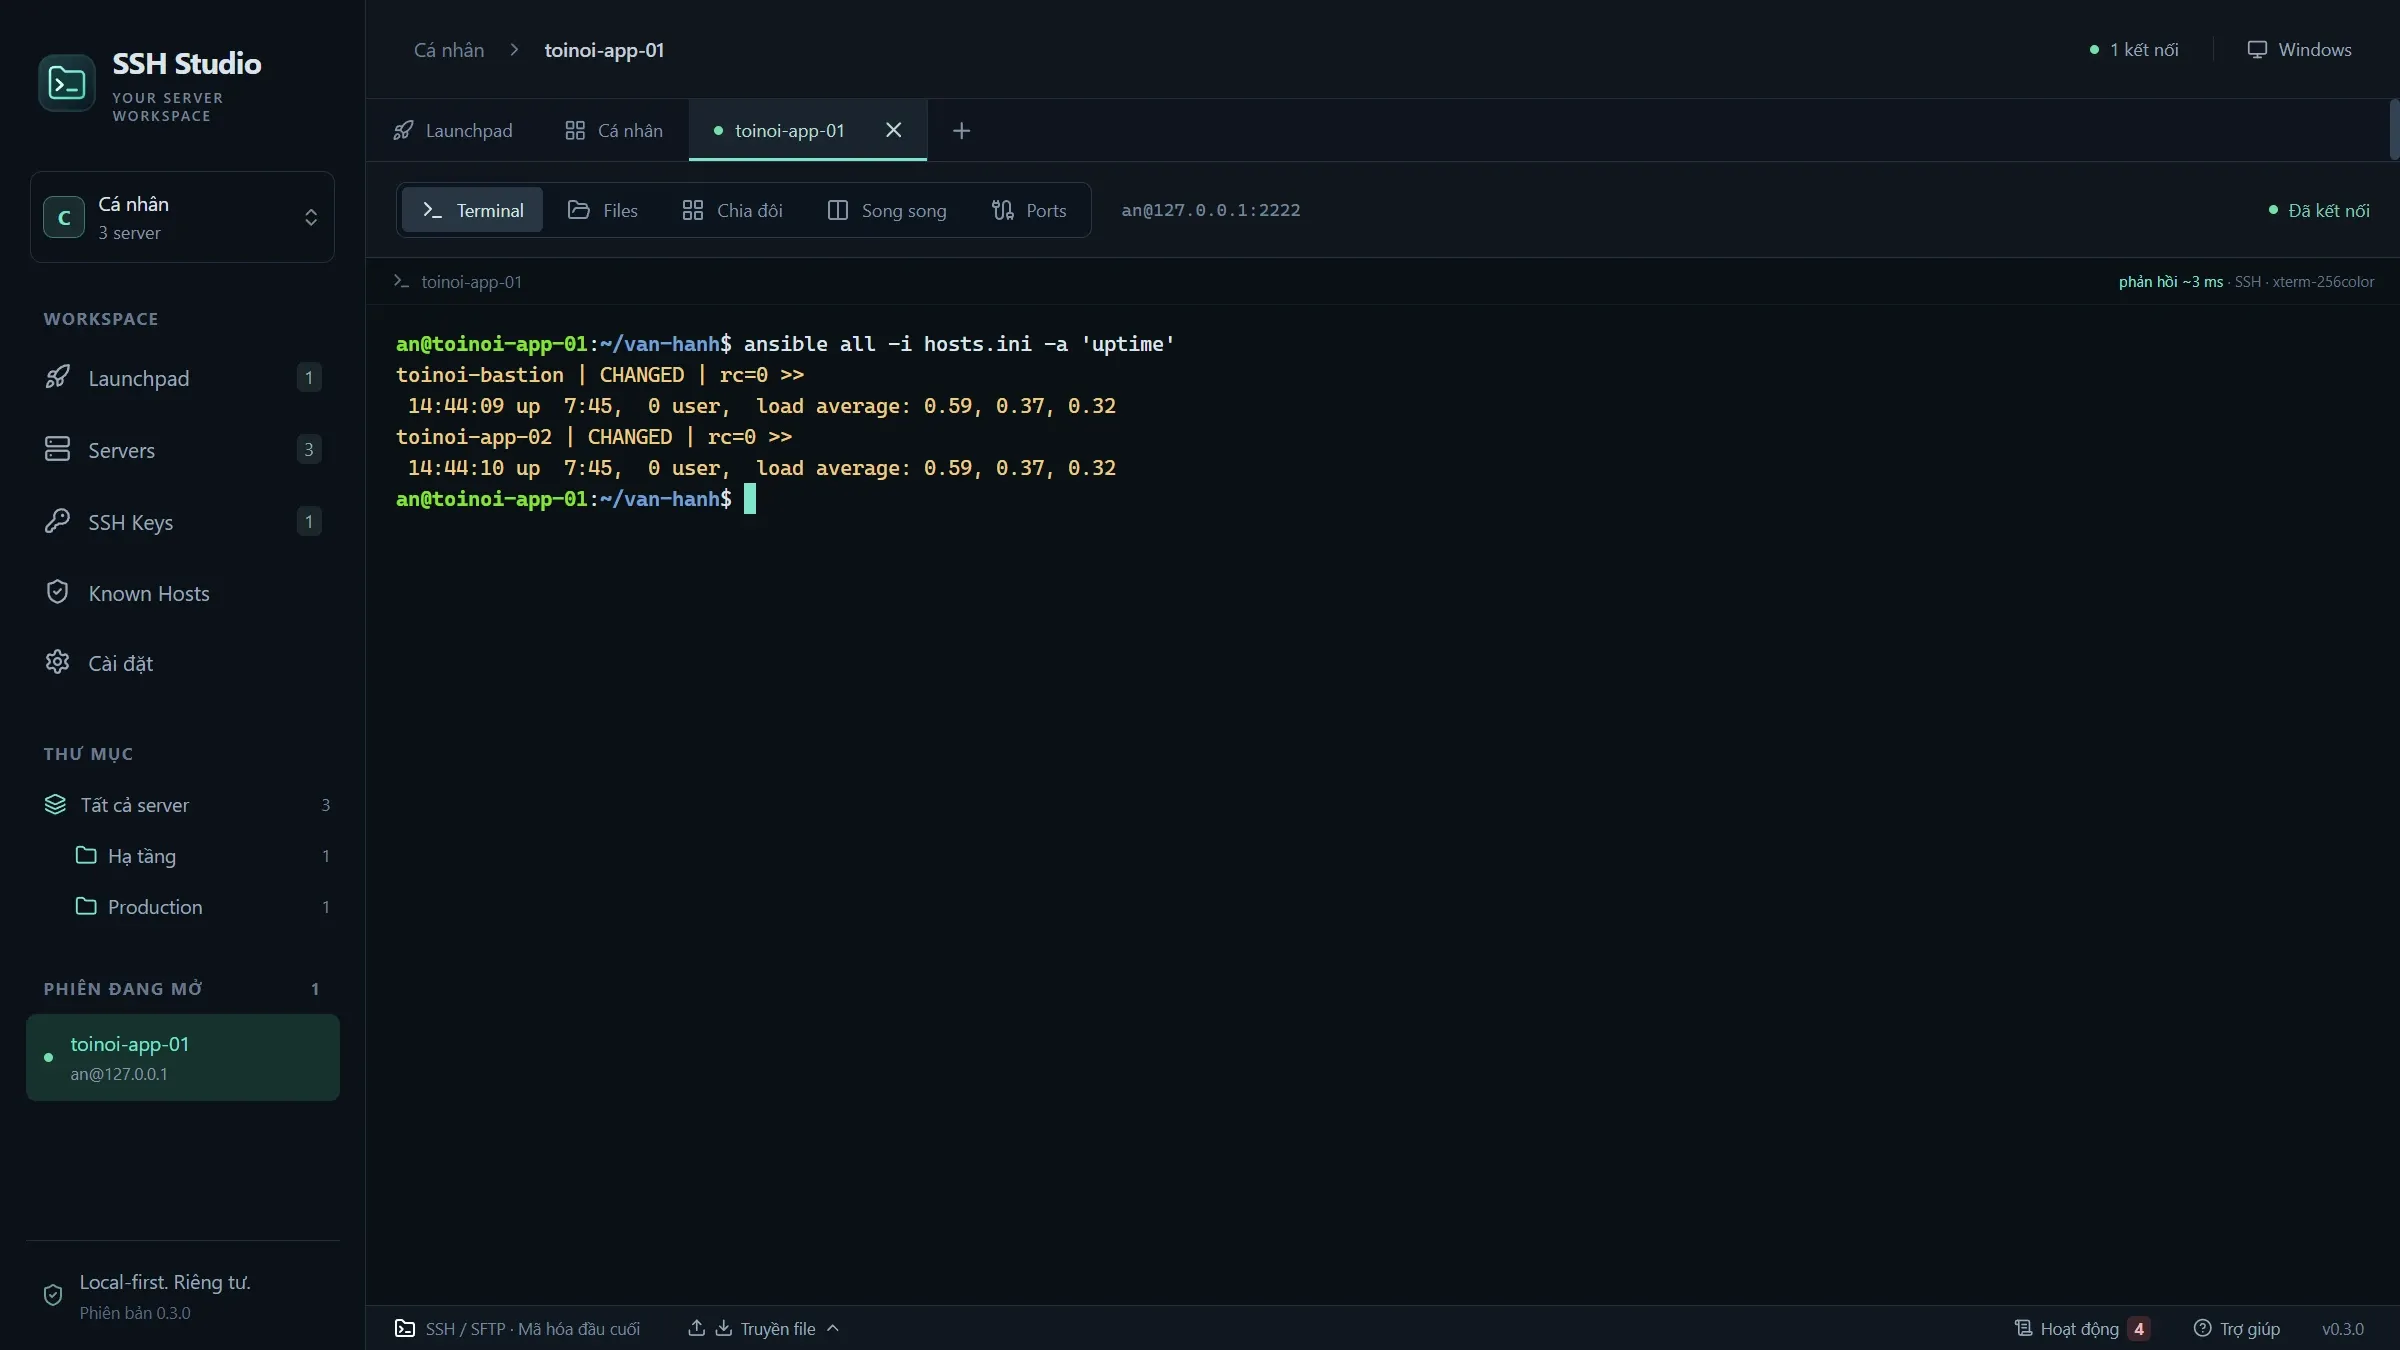 SSH Studio
YOUR SERVER
WORKSPACE
C
Cá nhân
3 server
WORKSPACE
Launchpad 1
Servers 3
SSH Keys 1
Known Hosts
Cài đặt
THƯ MỤC
Tất cả server 3
Hạ tầng 1
Production 1
PHIÊN ĐANG MỞ 1
toinoi-app-01
an@127.0.0.1
Local-first. Riêng tư.
Phiên bản 0.3.0
Cá nhân > toinoi-app-01
1 kết nối
Windows
Launchpad
Cá nhân
toinoi-app-01
Terminal
Files
Chia đôi
Song song
Ports
an@127.0.0.1:2222
Đã kết nối
toinoi-app-01
phản hồi ~3 ms · SSH · xterm-256color
an@toinoi-app-01:~/van-hanh$ ansible all -i hosts.ini -a 'uptime'
toinoi-bastion | CHANGED | rc=0 >>
14:44:09 up  7:45,  0 user,  load average: 0.59, 0.37, 0.32
toinoi-app-02 | CHANGED | rc=0 >>
14:44:10 up  7:45,  0 user,  load average: 0.59, 0.37, 0.32
an@toinoi-app-01:~/van-hanh$
SSH / SFTP · Mã hóa đầu cuối
Truyền file
Hoạt động 4
Trợ giúp
v0.3.0